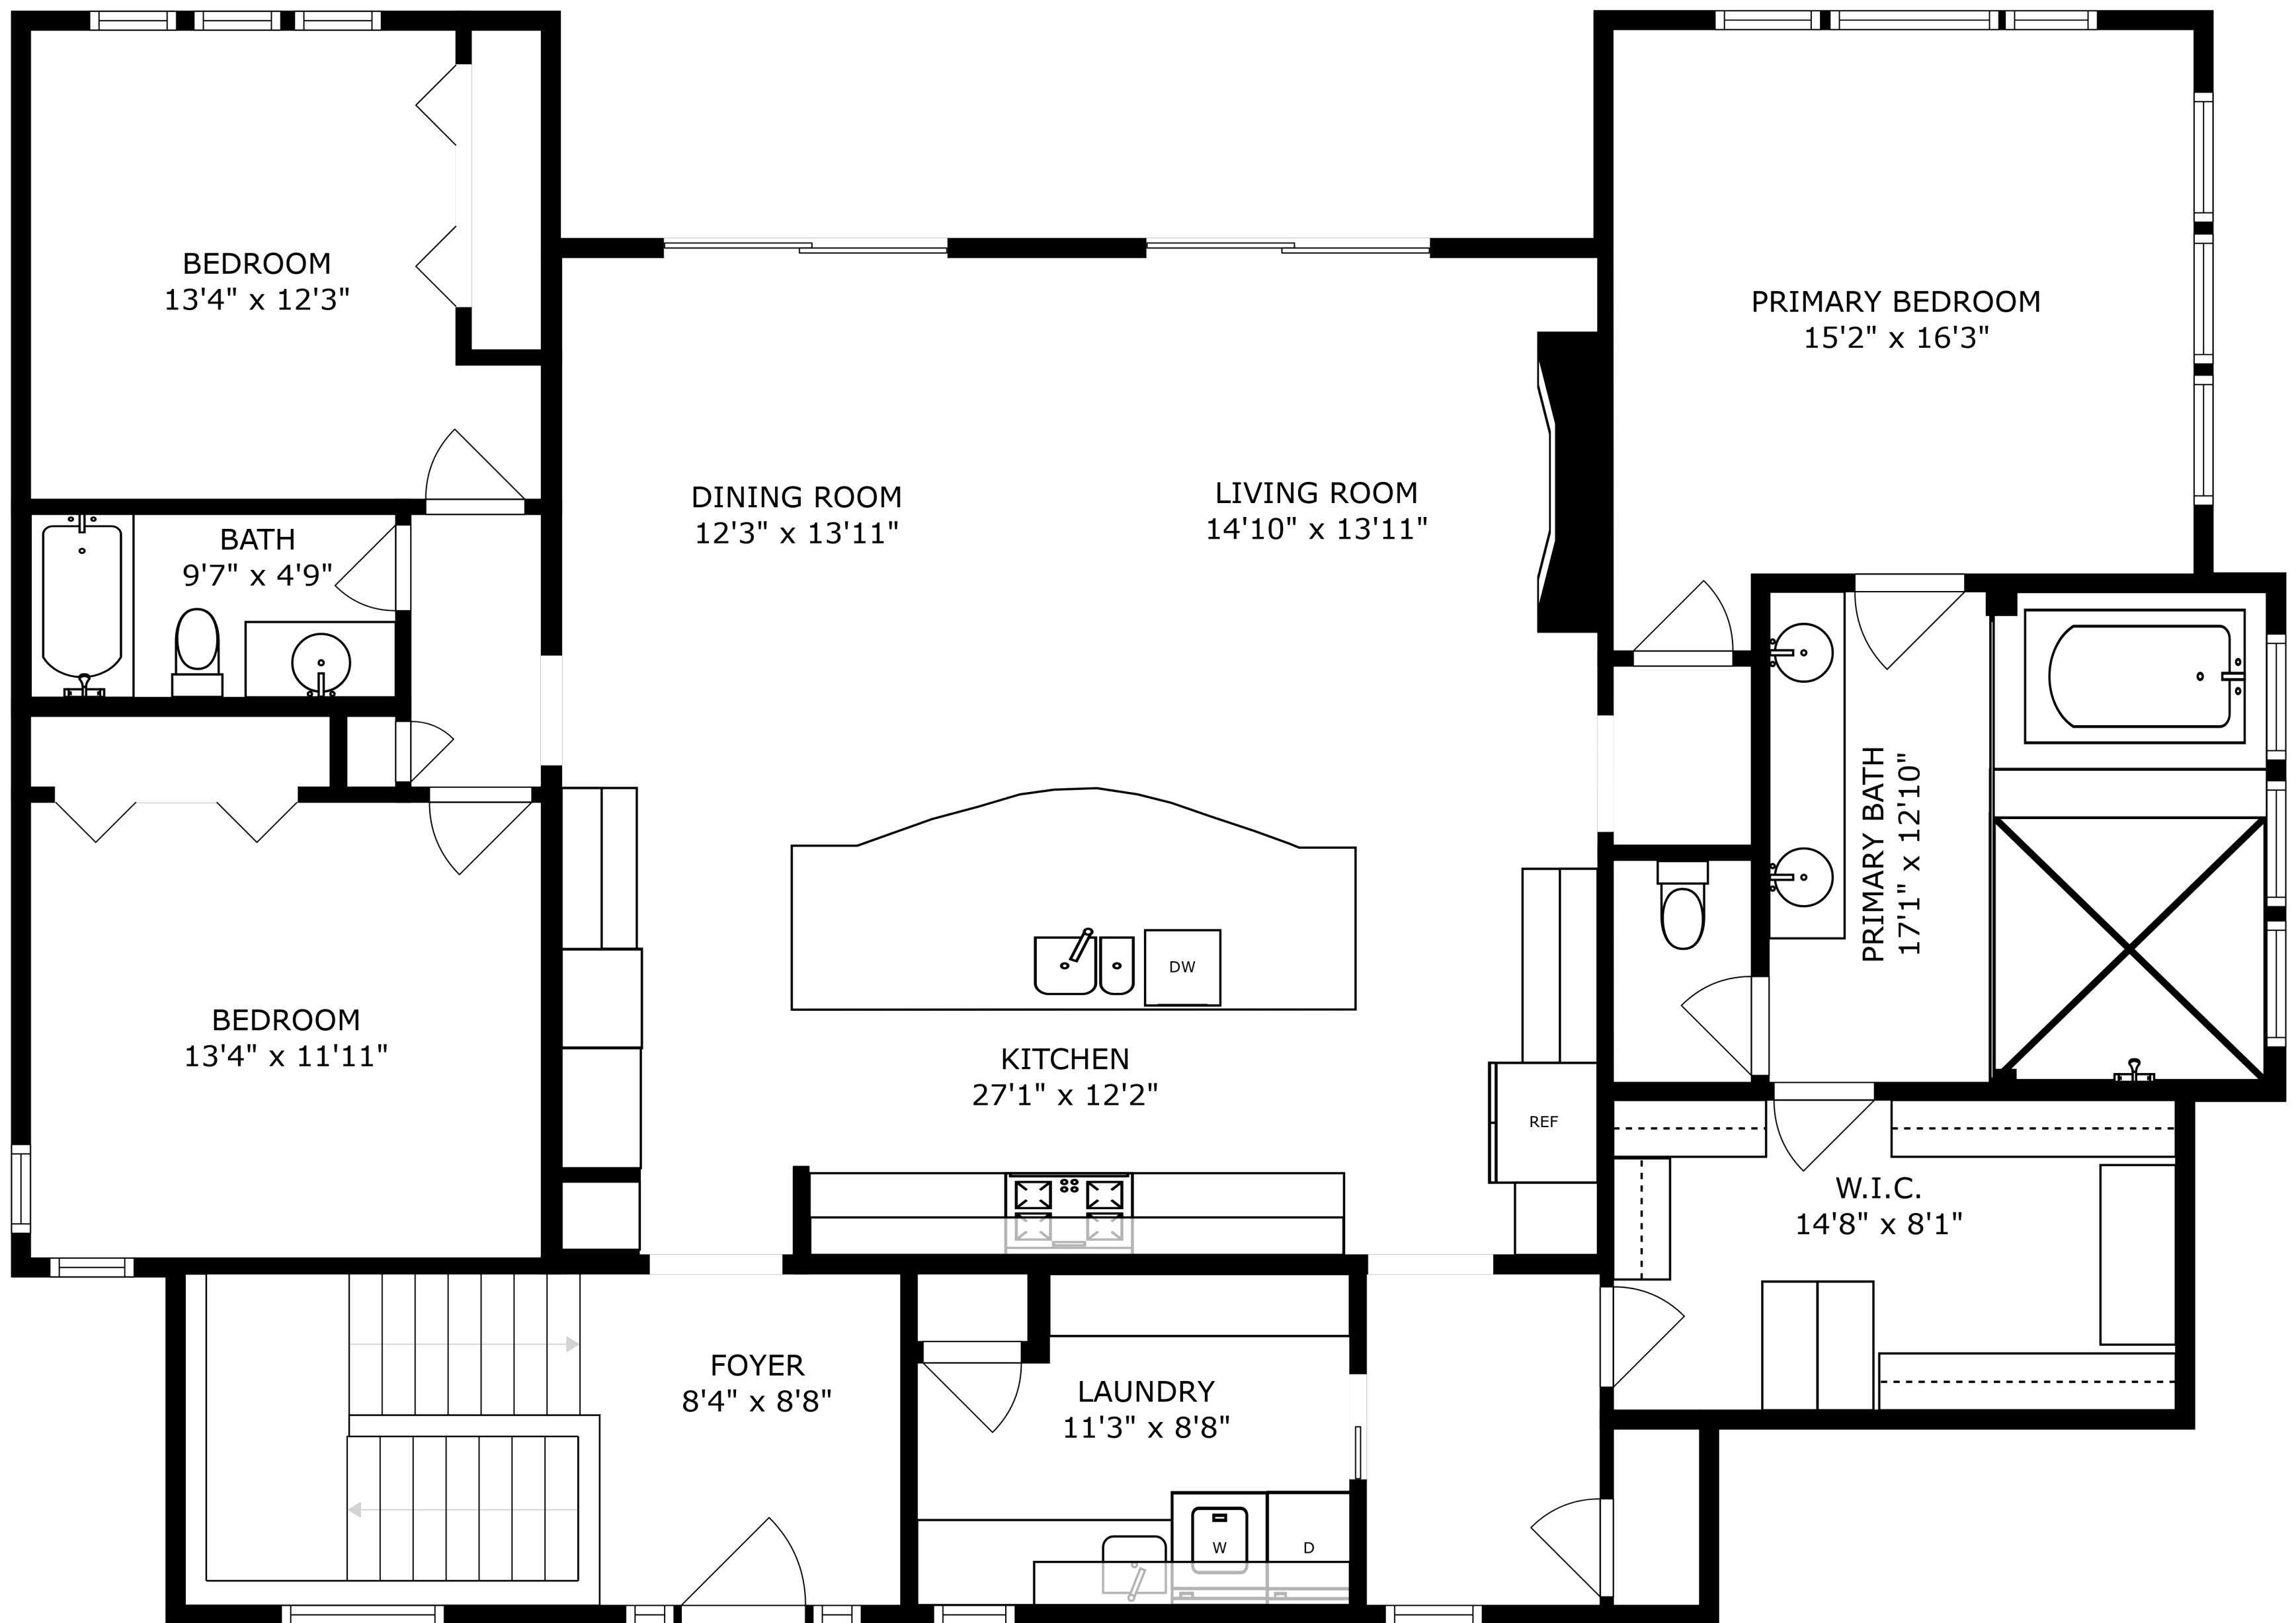 BEDROOM
13'4" x 12'3"
PRIMARY BEDROOM
15'2" x 16'3"
DINING ROOM
12'3" x 13'11"
LIVING ROOM
14'10" x 13'11"
BATH
9'7" x 4'9"
PRIMARY BATH
17'1" x 12'10"
DW
BEDROOM
13'4" x 11'11"
KITCHEN
27'1" x 12'2"
REF
W.I.C.
14'8" x 8'1"
FOYER
8'4" x 8'8"
LAUNDRY
11'3" x 8'8"
W
D